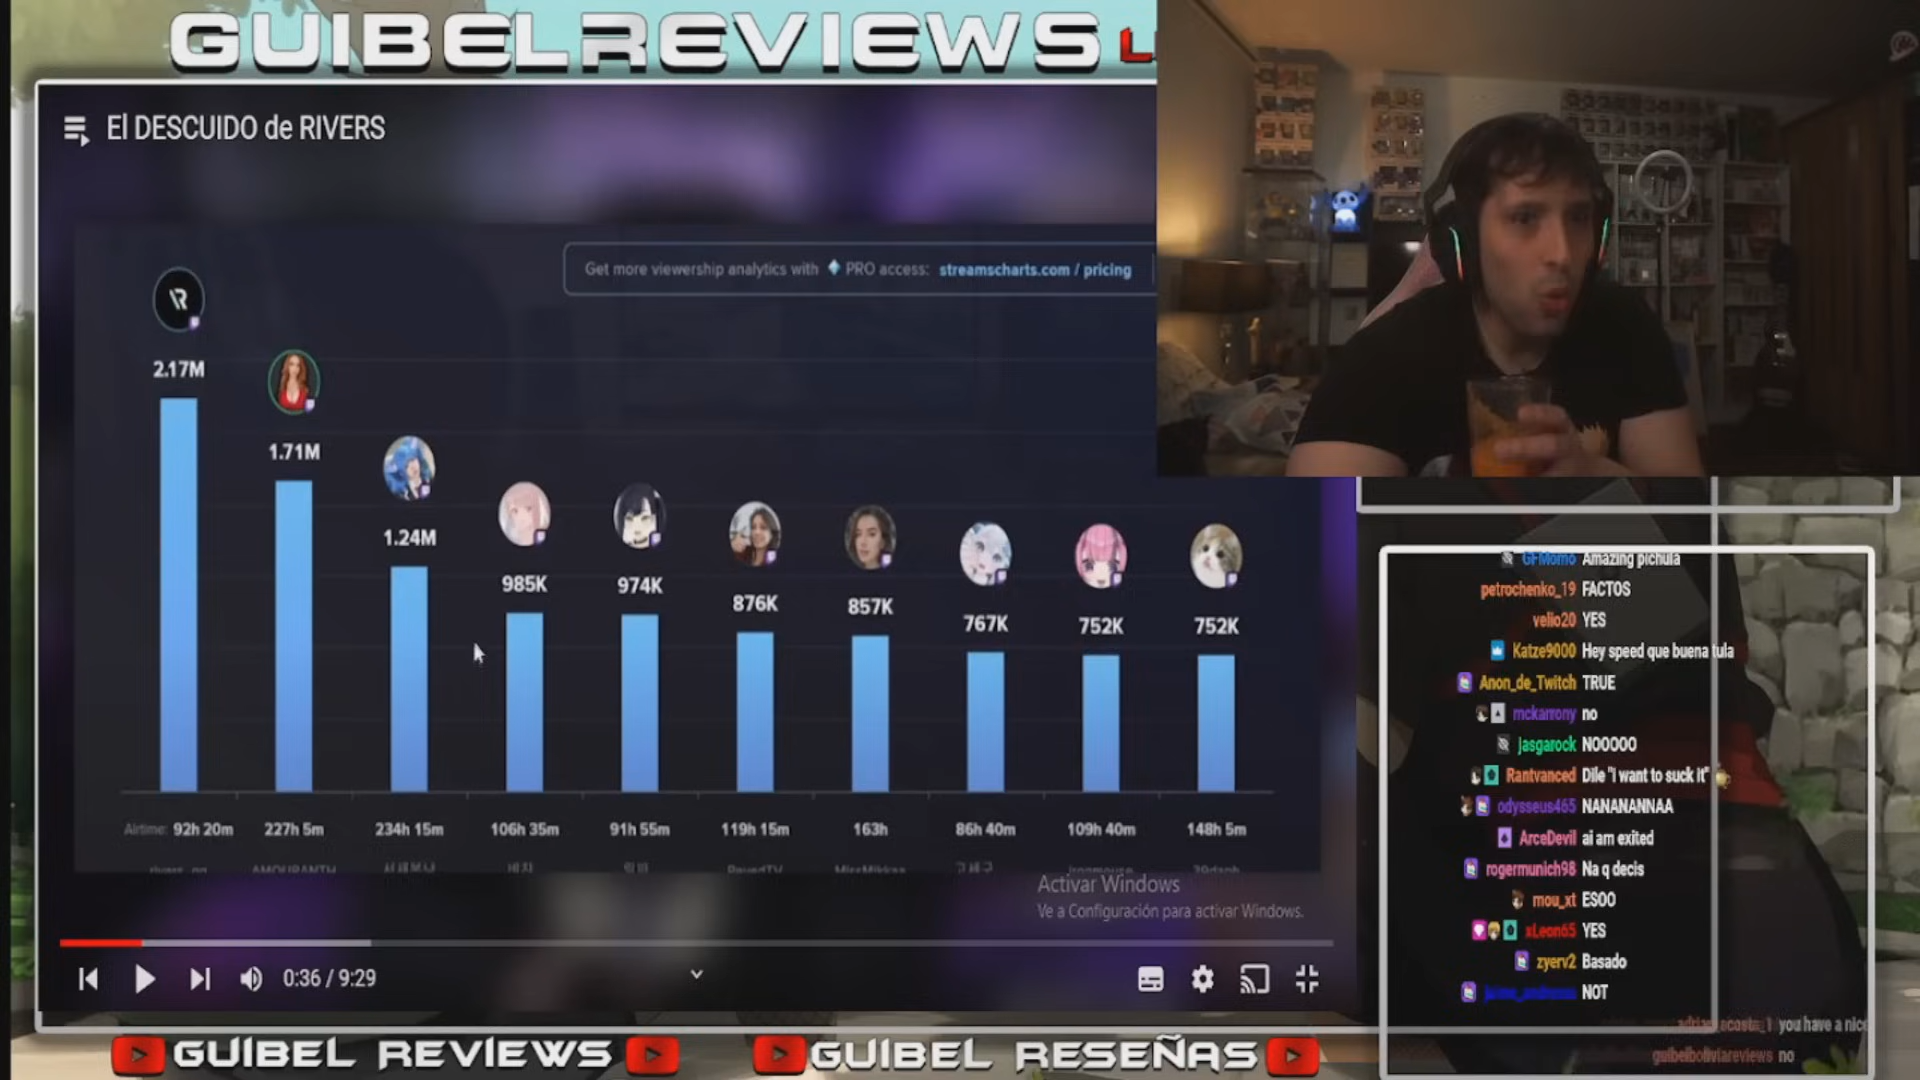 GUIBELREVIEWS L
El DESCUIDO de RIVERS
Get more viewership analytics with PRO access: streamscharts.com / pricing
2.17M
1.71M
1.24M
985K
974K
876K
857K
767K
752K
752K
Airtime: 92h 20m 227h 5m 234h 15m 106h 35m 91h 55m 119h 15m 163h 86h 40m 109h 40m 148h 5m
AMOURANTH
Activar Windows
Ve a Configuración para activar Windows.
0:36 / 9:29
GUIBEL REVIEWS GUIBEL RESEÑAS
GFMomo Amazing pichula
petrochenko_19 FACTOS
velio20 YES
Katze9000 Hey speed que buena tula
Anon_de_Twitch TRUE
mckarrony no
jasgarock NOOOOO
Rantvanced Dile "i want to suck it"
odysseus465 NANANANNAA
ArceDevil ai am exited
rogermunich98 Na q decis
mou_xt ESOO
xLeon65 YES
zyerv2 Basado
NOT
you have a nic
guibelboliviareviews no